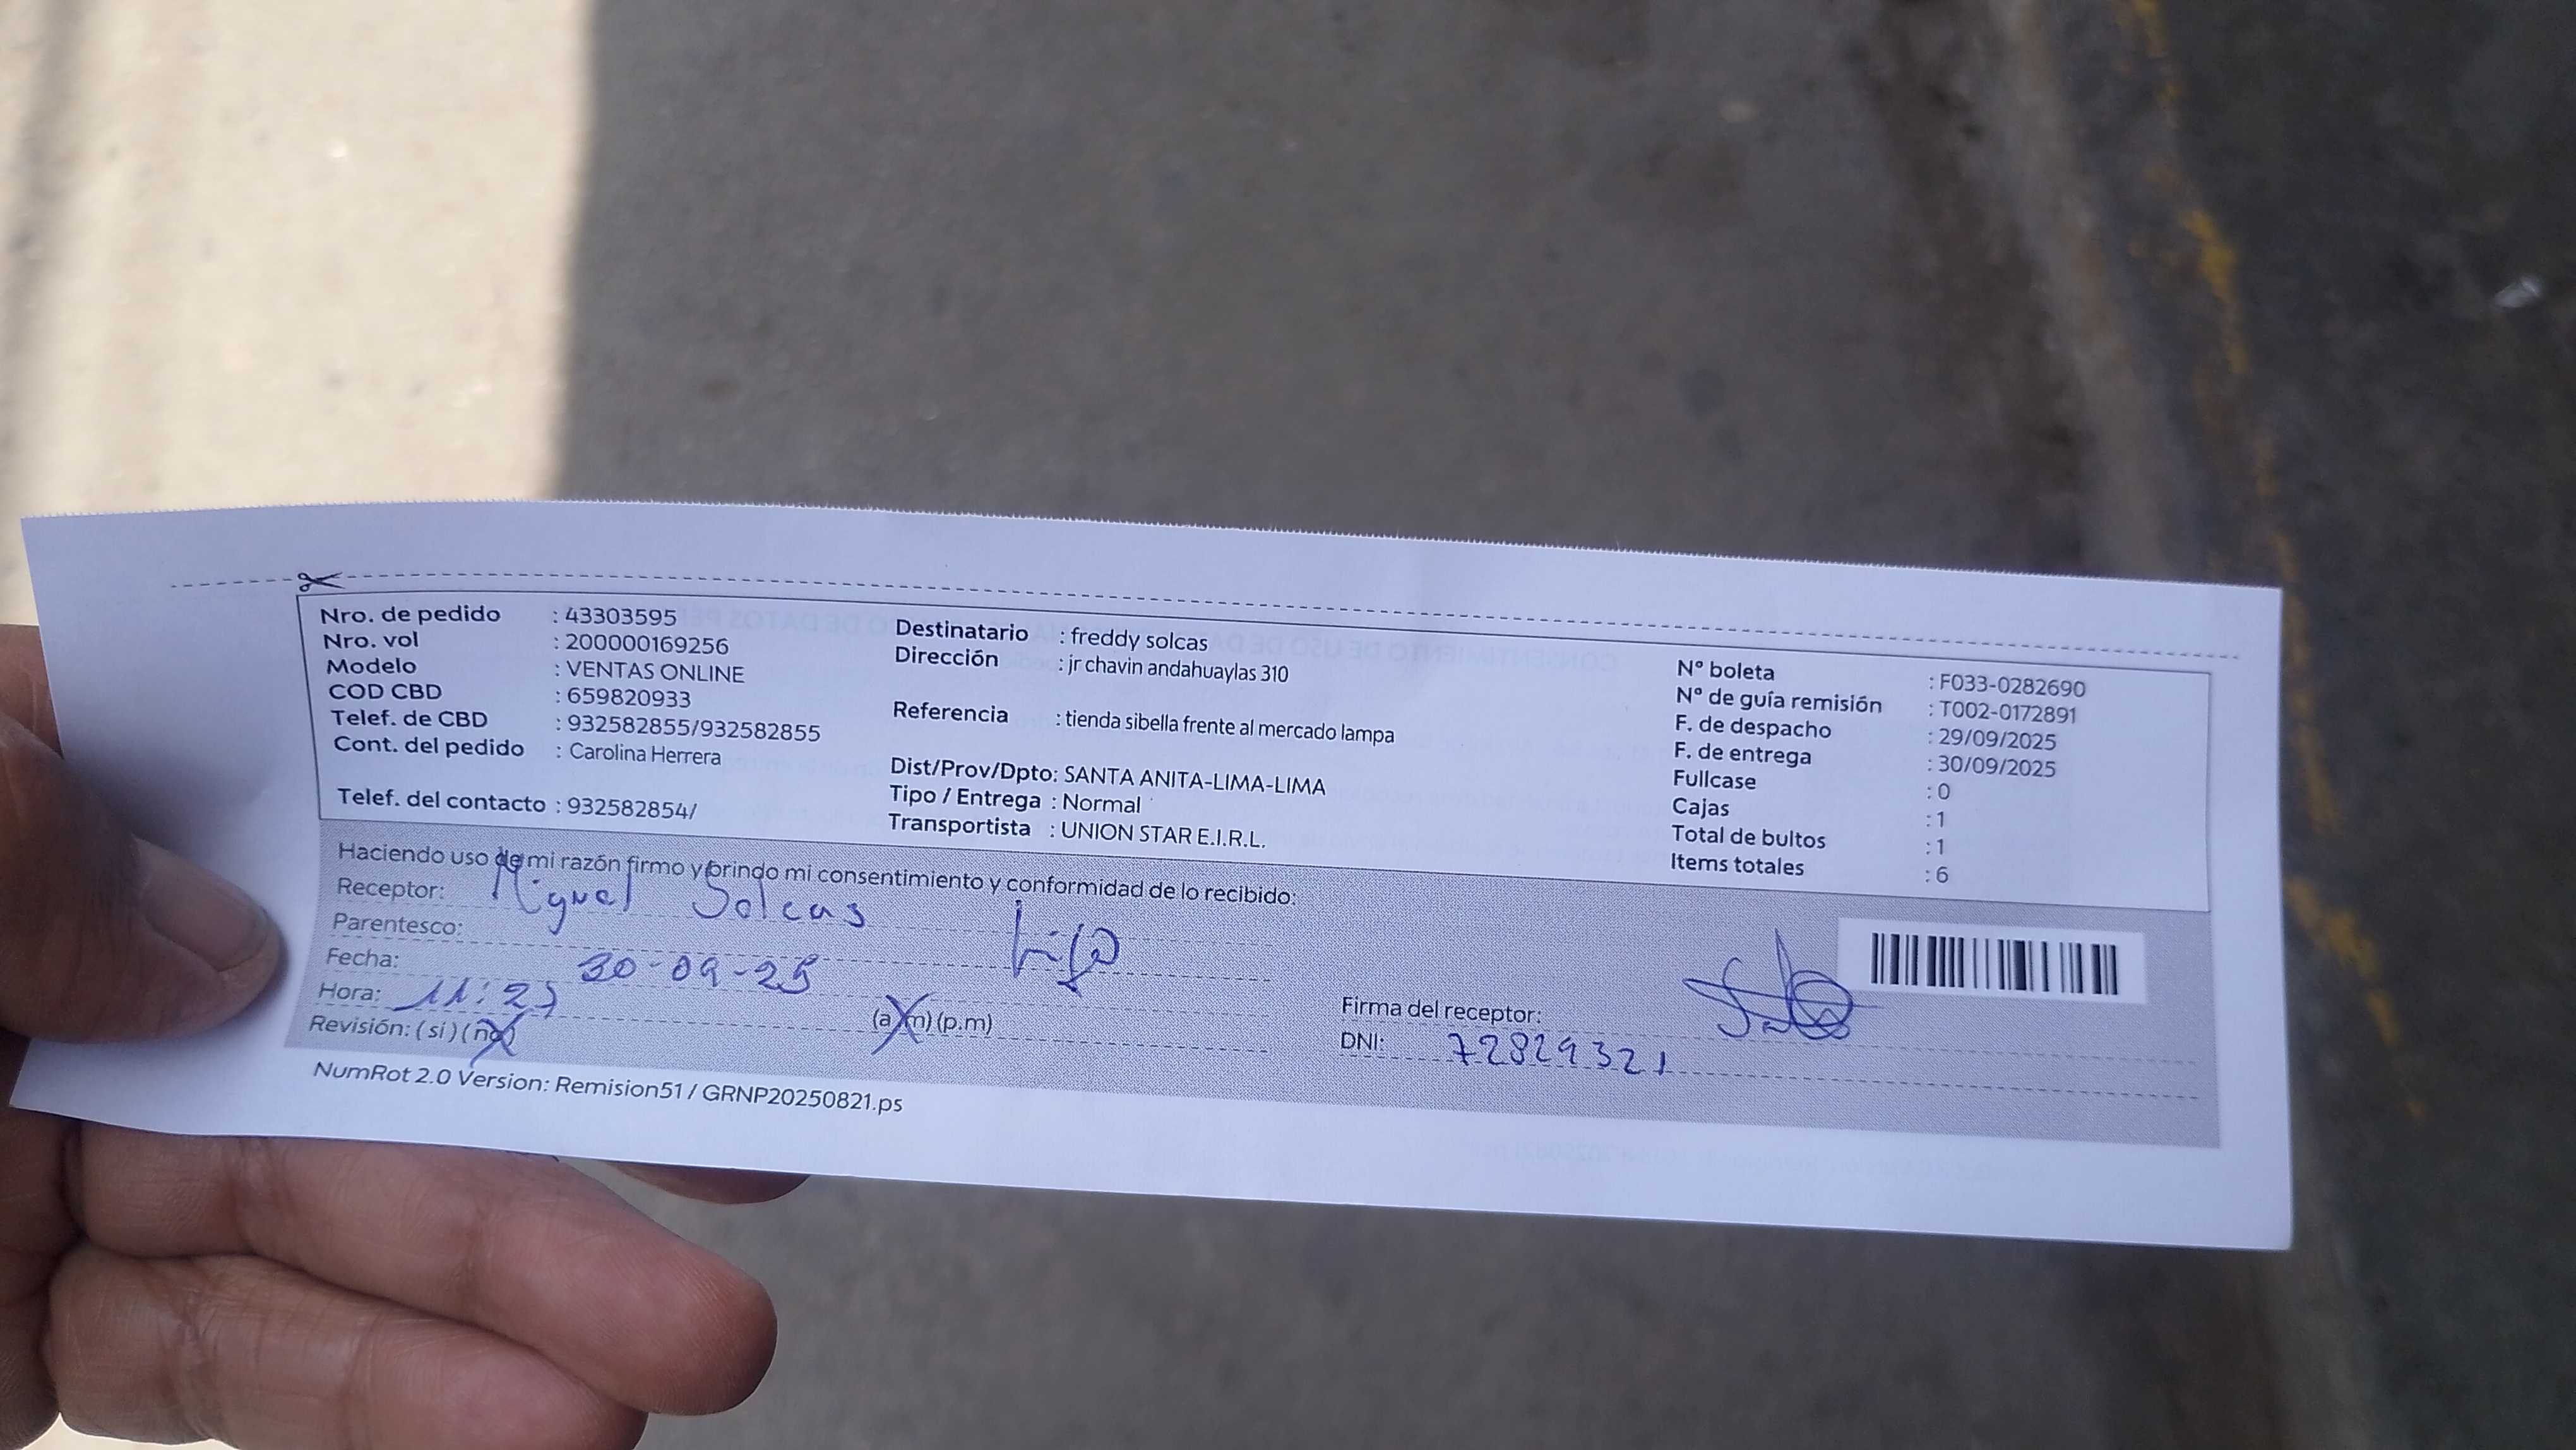 Nro. de pedido : 43303595
Nro. vol : 200000169256
Modelo : VENTAS ONLINE
COD CBD : 659820933
Telef. de CBD : 932582855/932582855
Cont. del pedido : Carolina Herrera
Telef. del contacto : 932582854/
Destinatario : freddy solcas
Dirección : jr chavin andahuaylas 310
Referencia : tienda sibella frente al mercado lampa
Dist/Prov/Dpto: SANTA ANITA-LIMA-LIMA
Tipo / Entrega : Normal
Transportista : UNION STAR E.I.R.L.
N° boleta : F033-0282690
N° de guía remisión : T002-0172891
F. de despacho : 29/09/2025
F. de entrega : 30/09/2025
Fullcase : 0
Cajas : 1
Total de bultos : 1
Items totales : 6
Haciendo uso de mi razón firmo y brindo mi consentimiento y conformidad de lo recibido:
Receptor: Miguel Solcas
Parentesco: hijo
Fecha: 30-09-25
Hora: 11:27 (a.m) (p.m)
Revisión: (si) (no)
Firma del receptor:
DNI: 72829321
NumRot 2.0 Version: Remision51 / GRNP20250821.ps